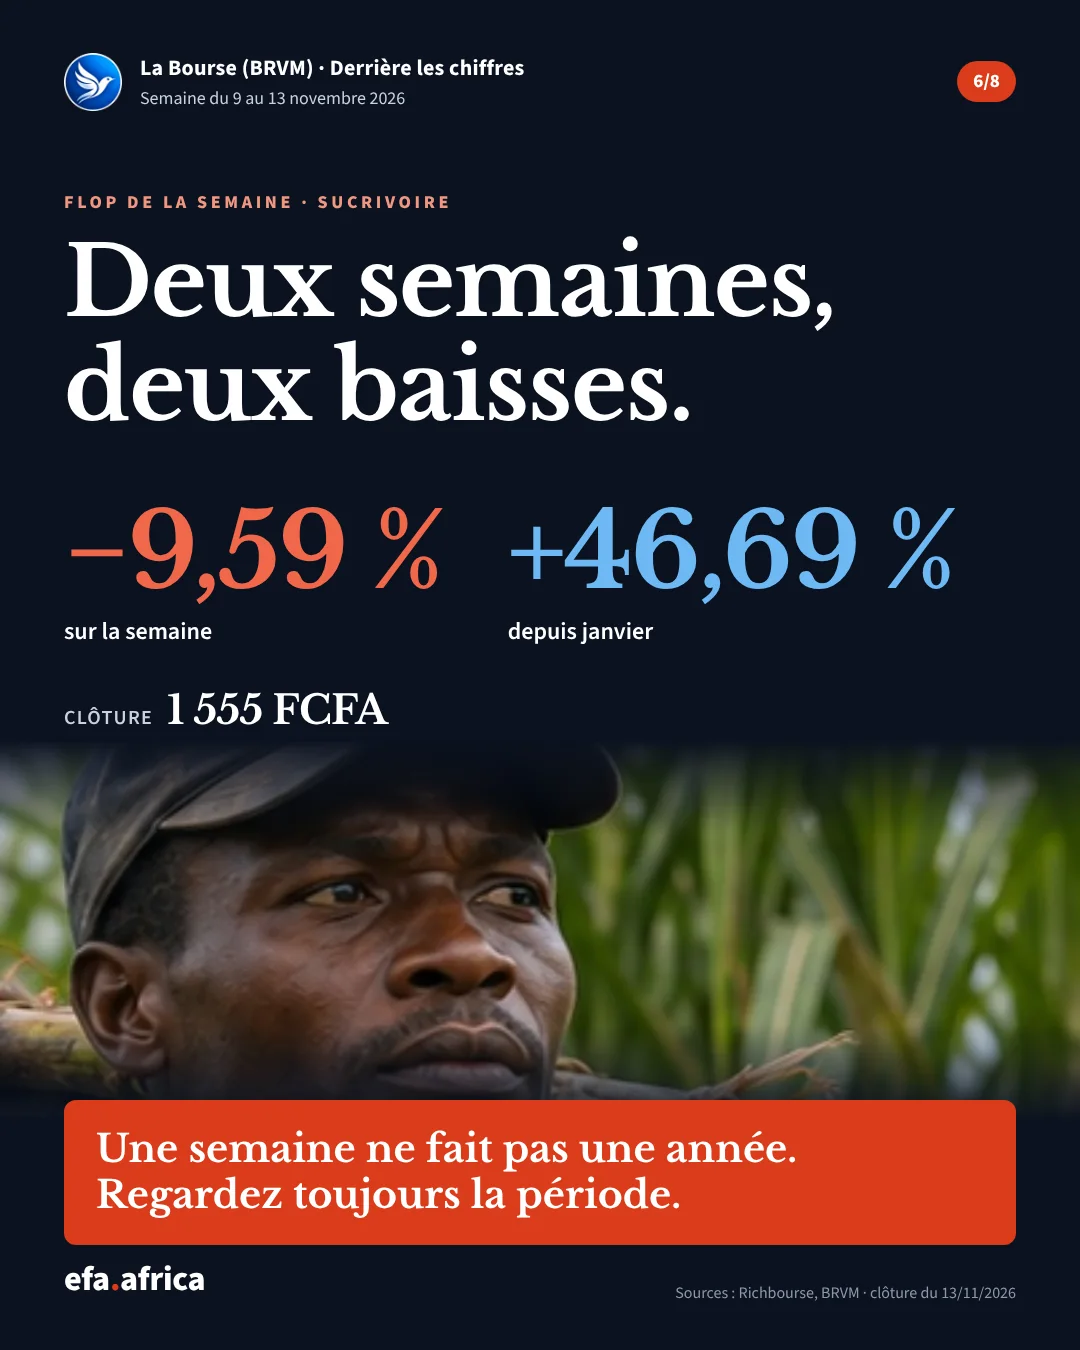 La Bourse (BRVM) · Derrière les chiffres
Semaine du 9 au 13 novembre 2026
6/8
FLOP DE LA SEMAINE · SUCRIVOIRE
Deux semaines,
deux baisses.
−9,59 % +46,69 %
sur la semaine depuis janvier
CLÔTURE 1 555 FCFA
Une semaine ne fait pas une année.
Regardez toujours la période.
efa.africa
Sources : Richbourse, BRVM · clôture du 13/11/2026